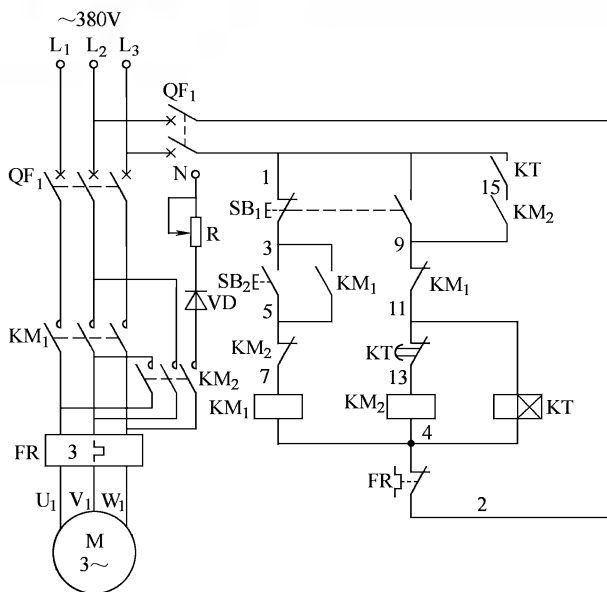 ~380V
L1 L2 L3
QF1
QF1
N
R
VD
KM1
KM2
FR 3
U1 V1 W1
M
3~
1
SB1
3
SB2
KM1
5
KM2
7
KM1
KT
15
KM2
9
KM1
11
KT
13
KM2
KT
4
FR
2